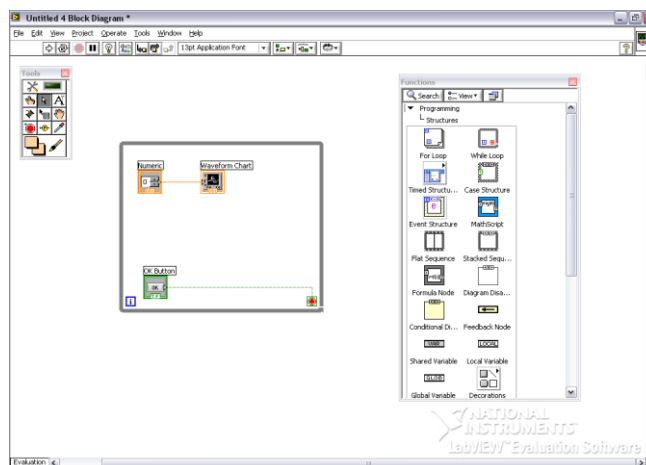 Untitled 4 Block Diagram *
File Edit View Project Operate Tools Window Help
13pt Application Font
Tools
A
Numeric
Waveform Chart
OK Button
OK
i
Functions
Search View
Programming
Structures
For Loop While Loop
Timed Structu... Case Structure
Event Structure MathScript
Flat Sequence Stacked Sequ...
Formula Node Diagram Disa...
Conditional Di... Feedback Node
Shared Variable Local Variable
Global Variable Decorations
NATIONAL
INSTRUMENTS
LabVIEW™ Evaluation Software
Evaluation